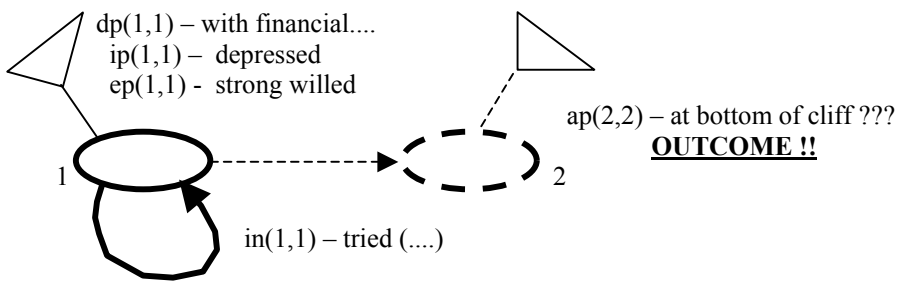 dp(1,1) – with financial....
ip(1,1) – depressed
ep(1,1) - strong willed
ap(2,2) – at bottom of cliff ???
OUTCOME !!
1
2
in(1,1) – tried (....)